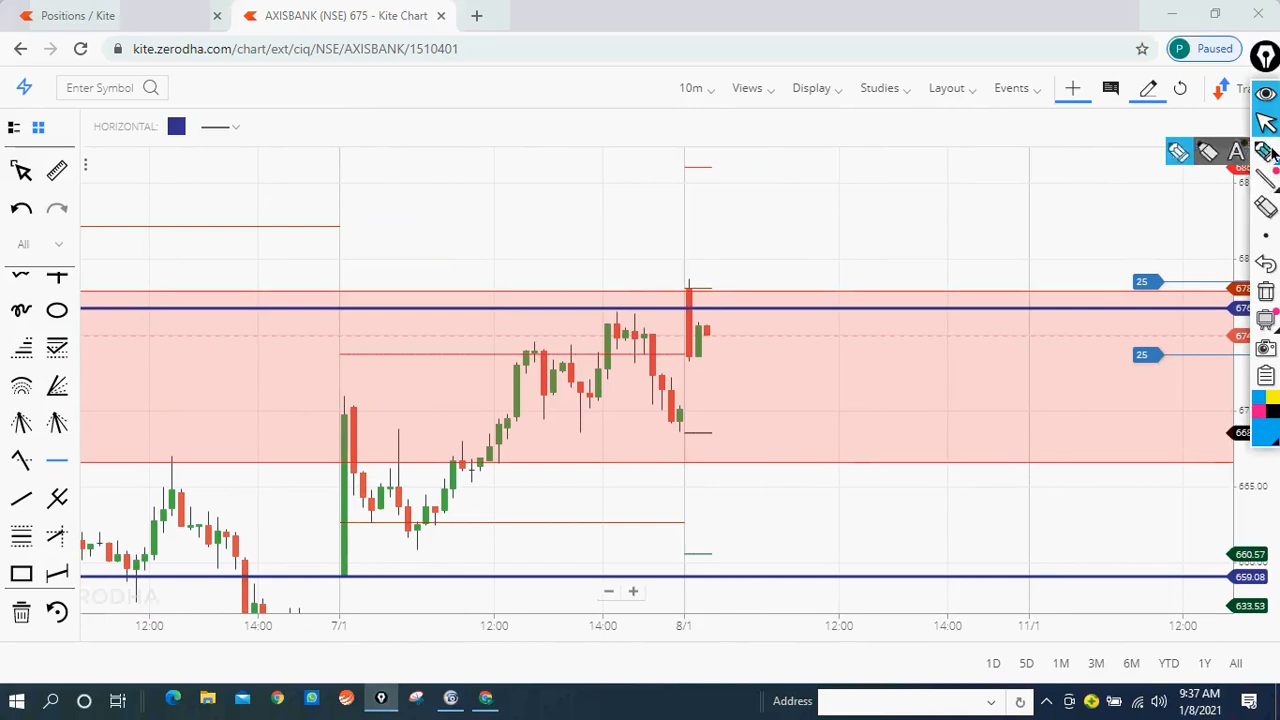 Positions / Kite
AXISBANK (NSE) 675 - Kite Chart
kite.zerodha.com/chart/ext/ciq/NSE/AXISBANK/1510401
P Paused
Enter Symbol
10m
Views
Display
Studies
Layout
Events
HORIZONTAL:
A
All
25
25
665.00
660.57
659.08
633.53
12:00
14:00
7/1
12:00
14:00
8/1
12:00
14:00
11/1
12:00
1D 5D 1M 3M 6M YTD 1Y All
Address
9:37 AM
1/8/2021